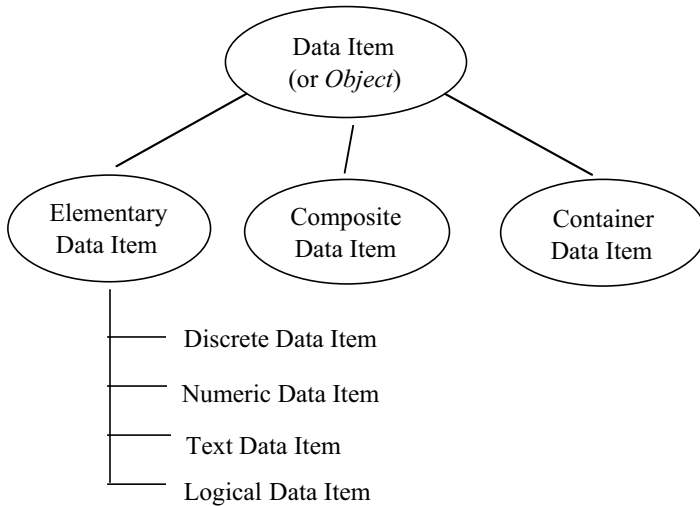 Data Item
(or Object)
Elementary
Data Item
Composite
Data Item
Container
Data Item
Discrete Data Item
Numeric Data Item
Text Data Item
Logical Data Item